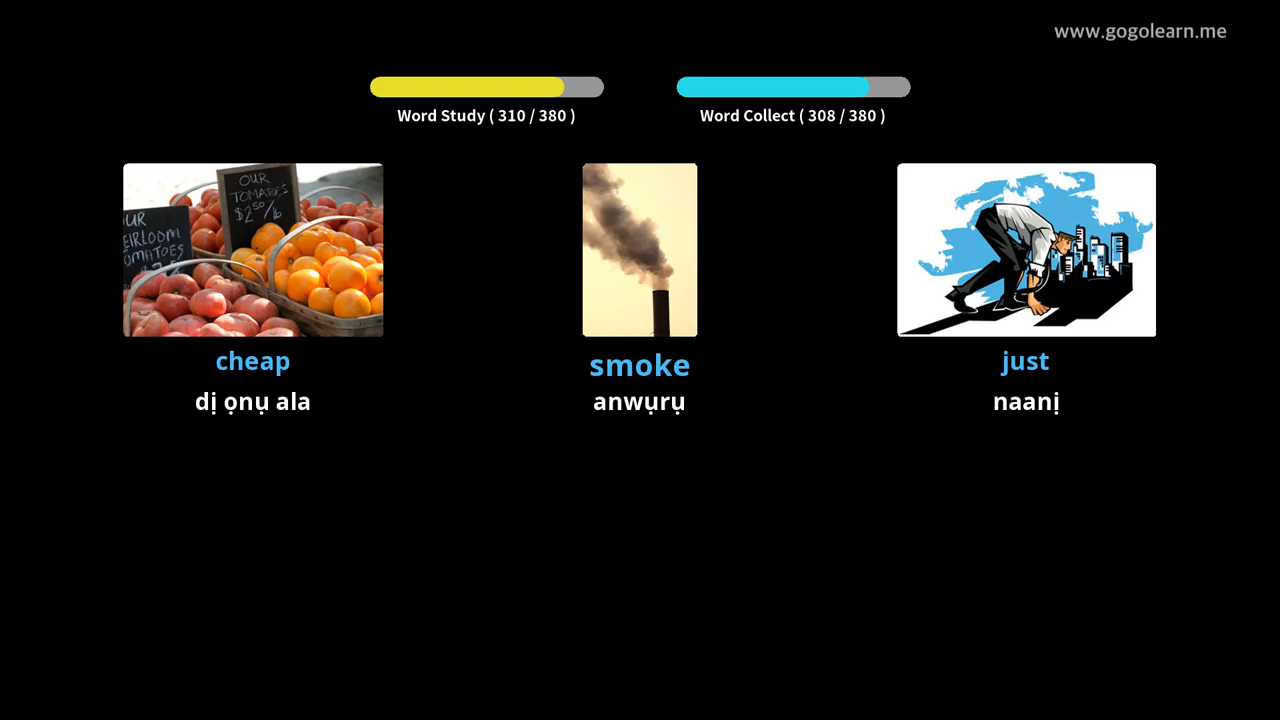 www.gogolearn.me
Word Study ( 310 / 380 )
Word Collect ( 308 / 380 )
OUR
TOMATOES
$2.50/lb
UR
EIRLOOM
OMATOES
cheap
smoke
just
dị ọnụ ala
anwụrụ
naanị